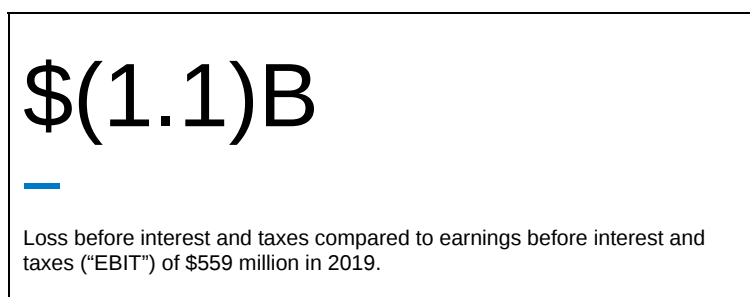 $(1.1)B
Loss before interest and taxes compared to earnings before interest and
taxes (“EBIT”) of $559 million in 2019.